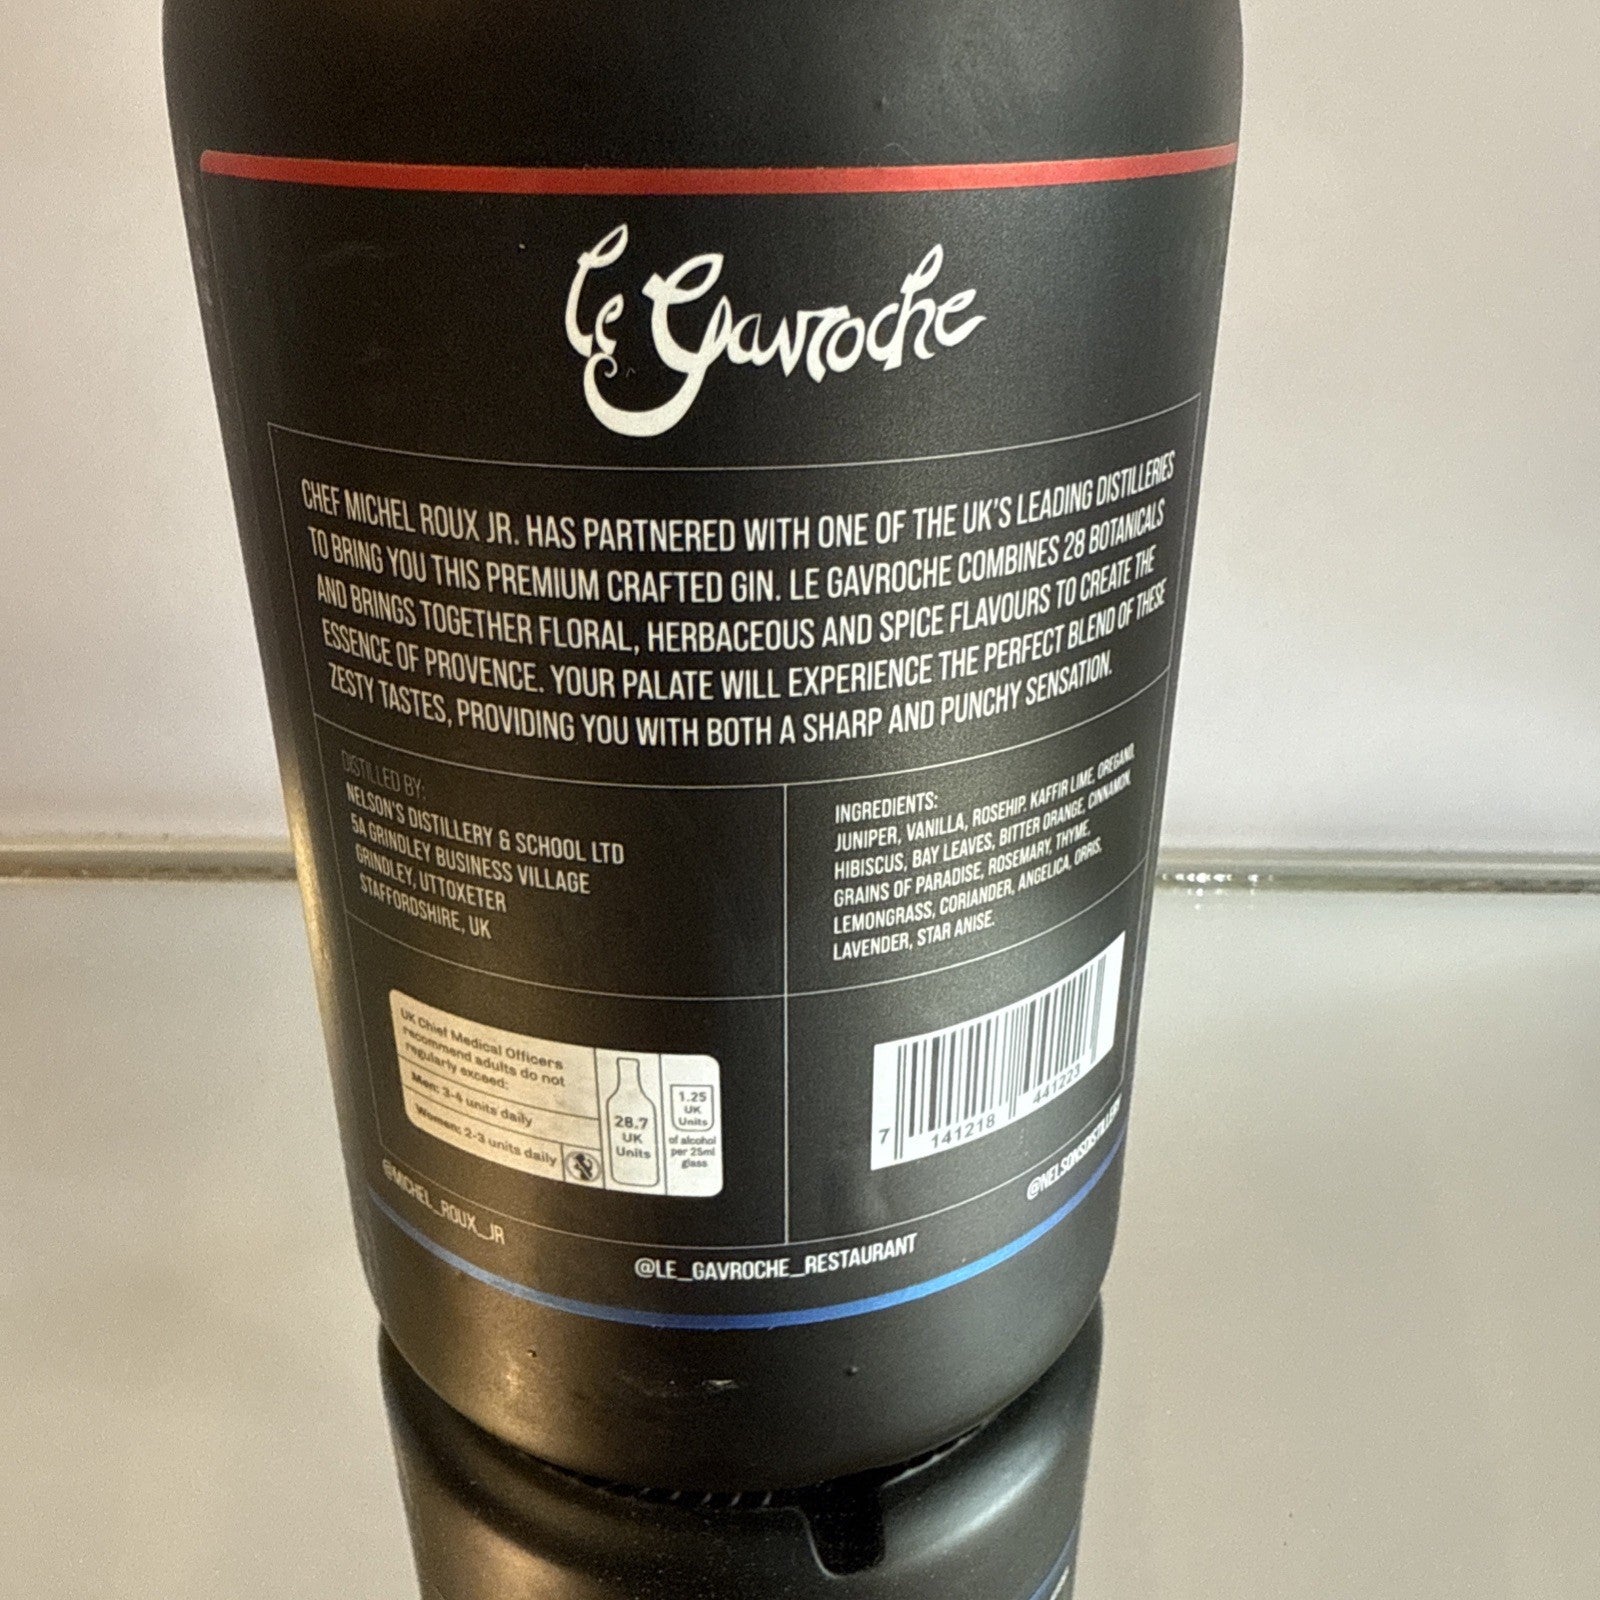 Le Gavroche
CHEF MICHEL ROUX JR. HAS PARTNERED WITH ONE OF THE UK'S LEADING DISTILLERIES
TO BRING YOU THIS PREMIUM CRAFTED GIN. LE GAVROCHE COMBINES 28 BOTANICALS
AND BRINGS TOGETHER FLORAL, HERBACEOUS AND SPICE FLAVOURS TO CREATE THE
ESSENCE OF PROVENCE. YOUR PALATE WILL EXPERIENCE THE PERFECT BLEND OF THESE
ZESTY TASTES, PROVIDING YOU WITH BOTH A SHARP AND PUNCHY SENSATION.
DISTILLED BY:
NELSON'S DISTILLERY & SCHOOL LTD
5A GRINDLEY BUSINESS VILLAGE
GRINDLEY, UTTOXETER
STAFFORDSHIRE, UK
INGREDIENTS:
JUNIPER, VANILLA, ROSEHIP, KAFFIR LIME, OREGANO,
HIBISCUS, BAY LEAVES, BITTER ORANGE, CINNAMON,
GRAINS OF PARADISE, ROSEMARY, THYME,
LEMONGRASS, CORIANDER, ANGELICA, ORRIS,
LAVENDER, STAR ANISE.
UK Chief Medical Officers
recommend adults do not
regularly exceed:
Men: 3-4 units daily
Women: 2-3 units daily
28.7
UK
Units
1.25
UK
Units
of alcohol
per 25ml
glass
7 141218 441223
@MICHEL_ROUX_JR
@LE_GAVROCHE_RESTAURANT
@NELSONSDISTILLERY